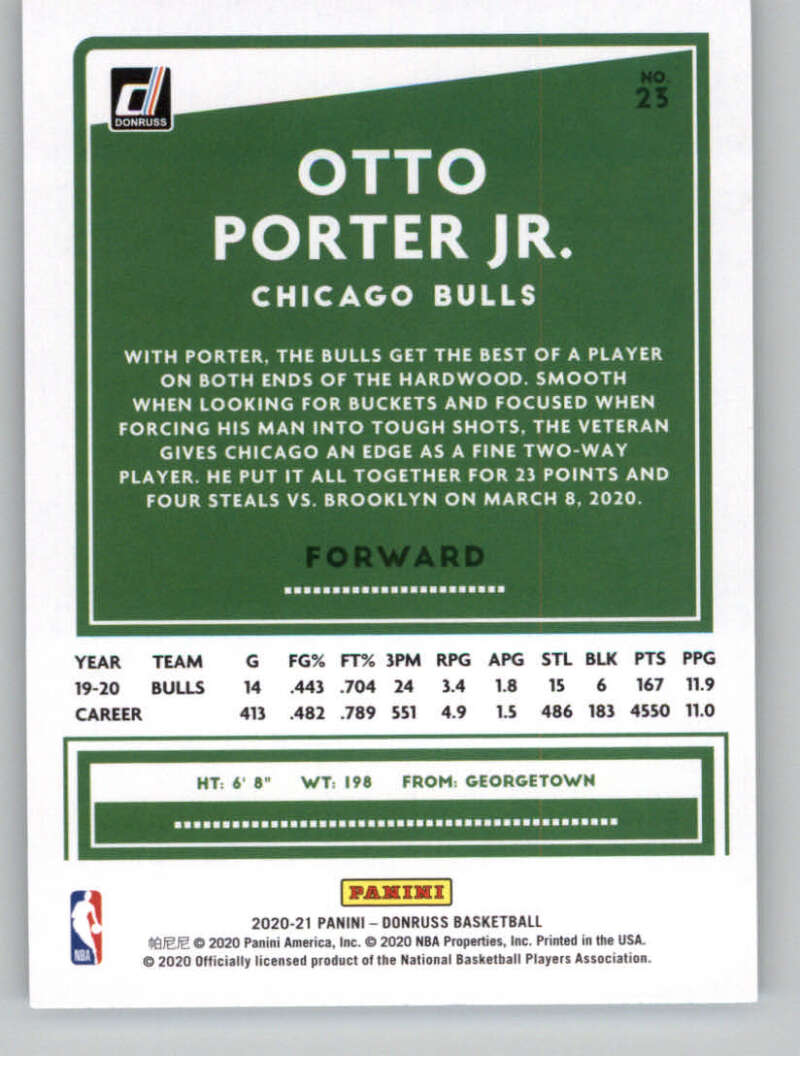 DONRUSS
NO.
23
OTTO
PORTER JR.
CHICAGO BULLS
WITH PORTER, THE BULLS GET THE BEST OF A PLAYER
ON BOTH ENDS OF THE HARDWOOD. SMOOTH
WHEN LOOKING FOR BUCKETS AND FOCUSED WHEN
FORCING HIS MAN INTO TOUGH SHOTS, THE VETERAN
GIVES CHICAGO AN EDGE AS A FINE TWO-WAY
PLAYER. HE PUT IT ALL TOGETHER FOR 23 POINTS AND
FOUR STEALS VS. BROOKLYN ON MARCH 8, 2020.
FORWARD
YEAR TEAM G FG% FT% 3PM RPG APG STL BLK PTS PPG
19-20 BULLS 14 .443 .704 24 3.4 1.8 15 6 167 11.9
CAREER 413 .482 .789 551 4.9 1.5 486 183 4550 11.0
HT: 6' 8" WT: 198 FROM: GEORGETOWN
PANINI
2020-21 PANINI – DONRUSS BASKETBALL
帕尼尼 © 2020 Panini America, Inc. © 2020 NBA Properties, Inc. Printed in the USA.
© 2020 Officially licensed product of the National Basketball Players Association.
NBA